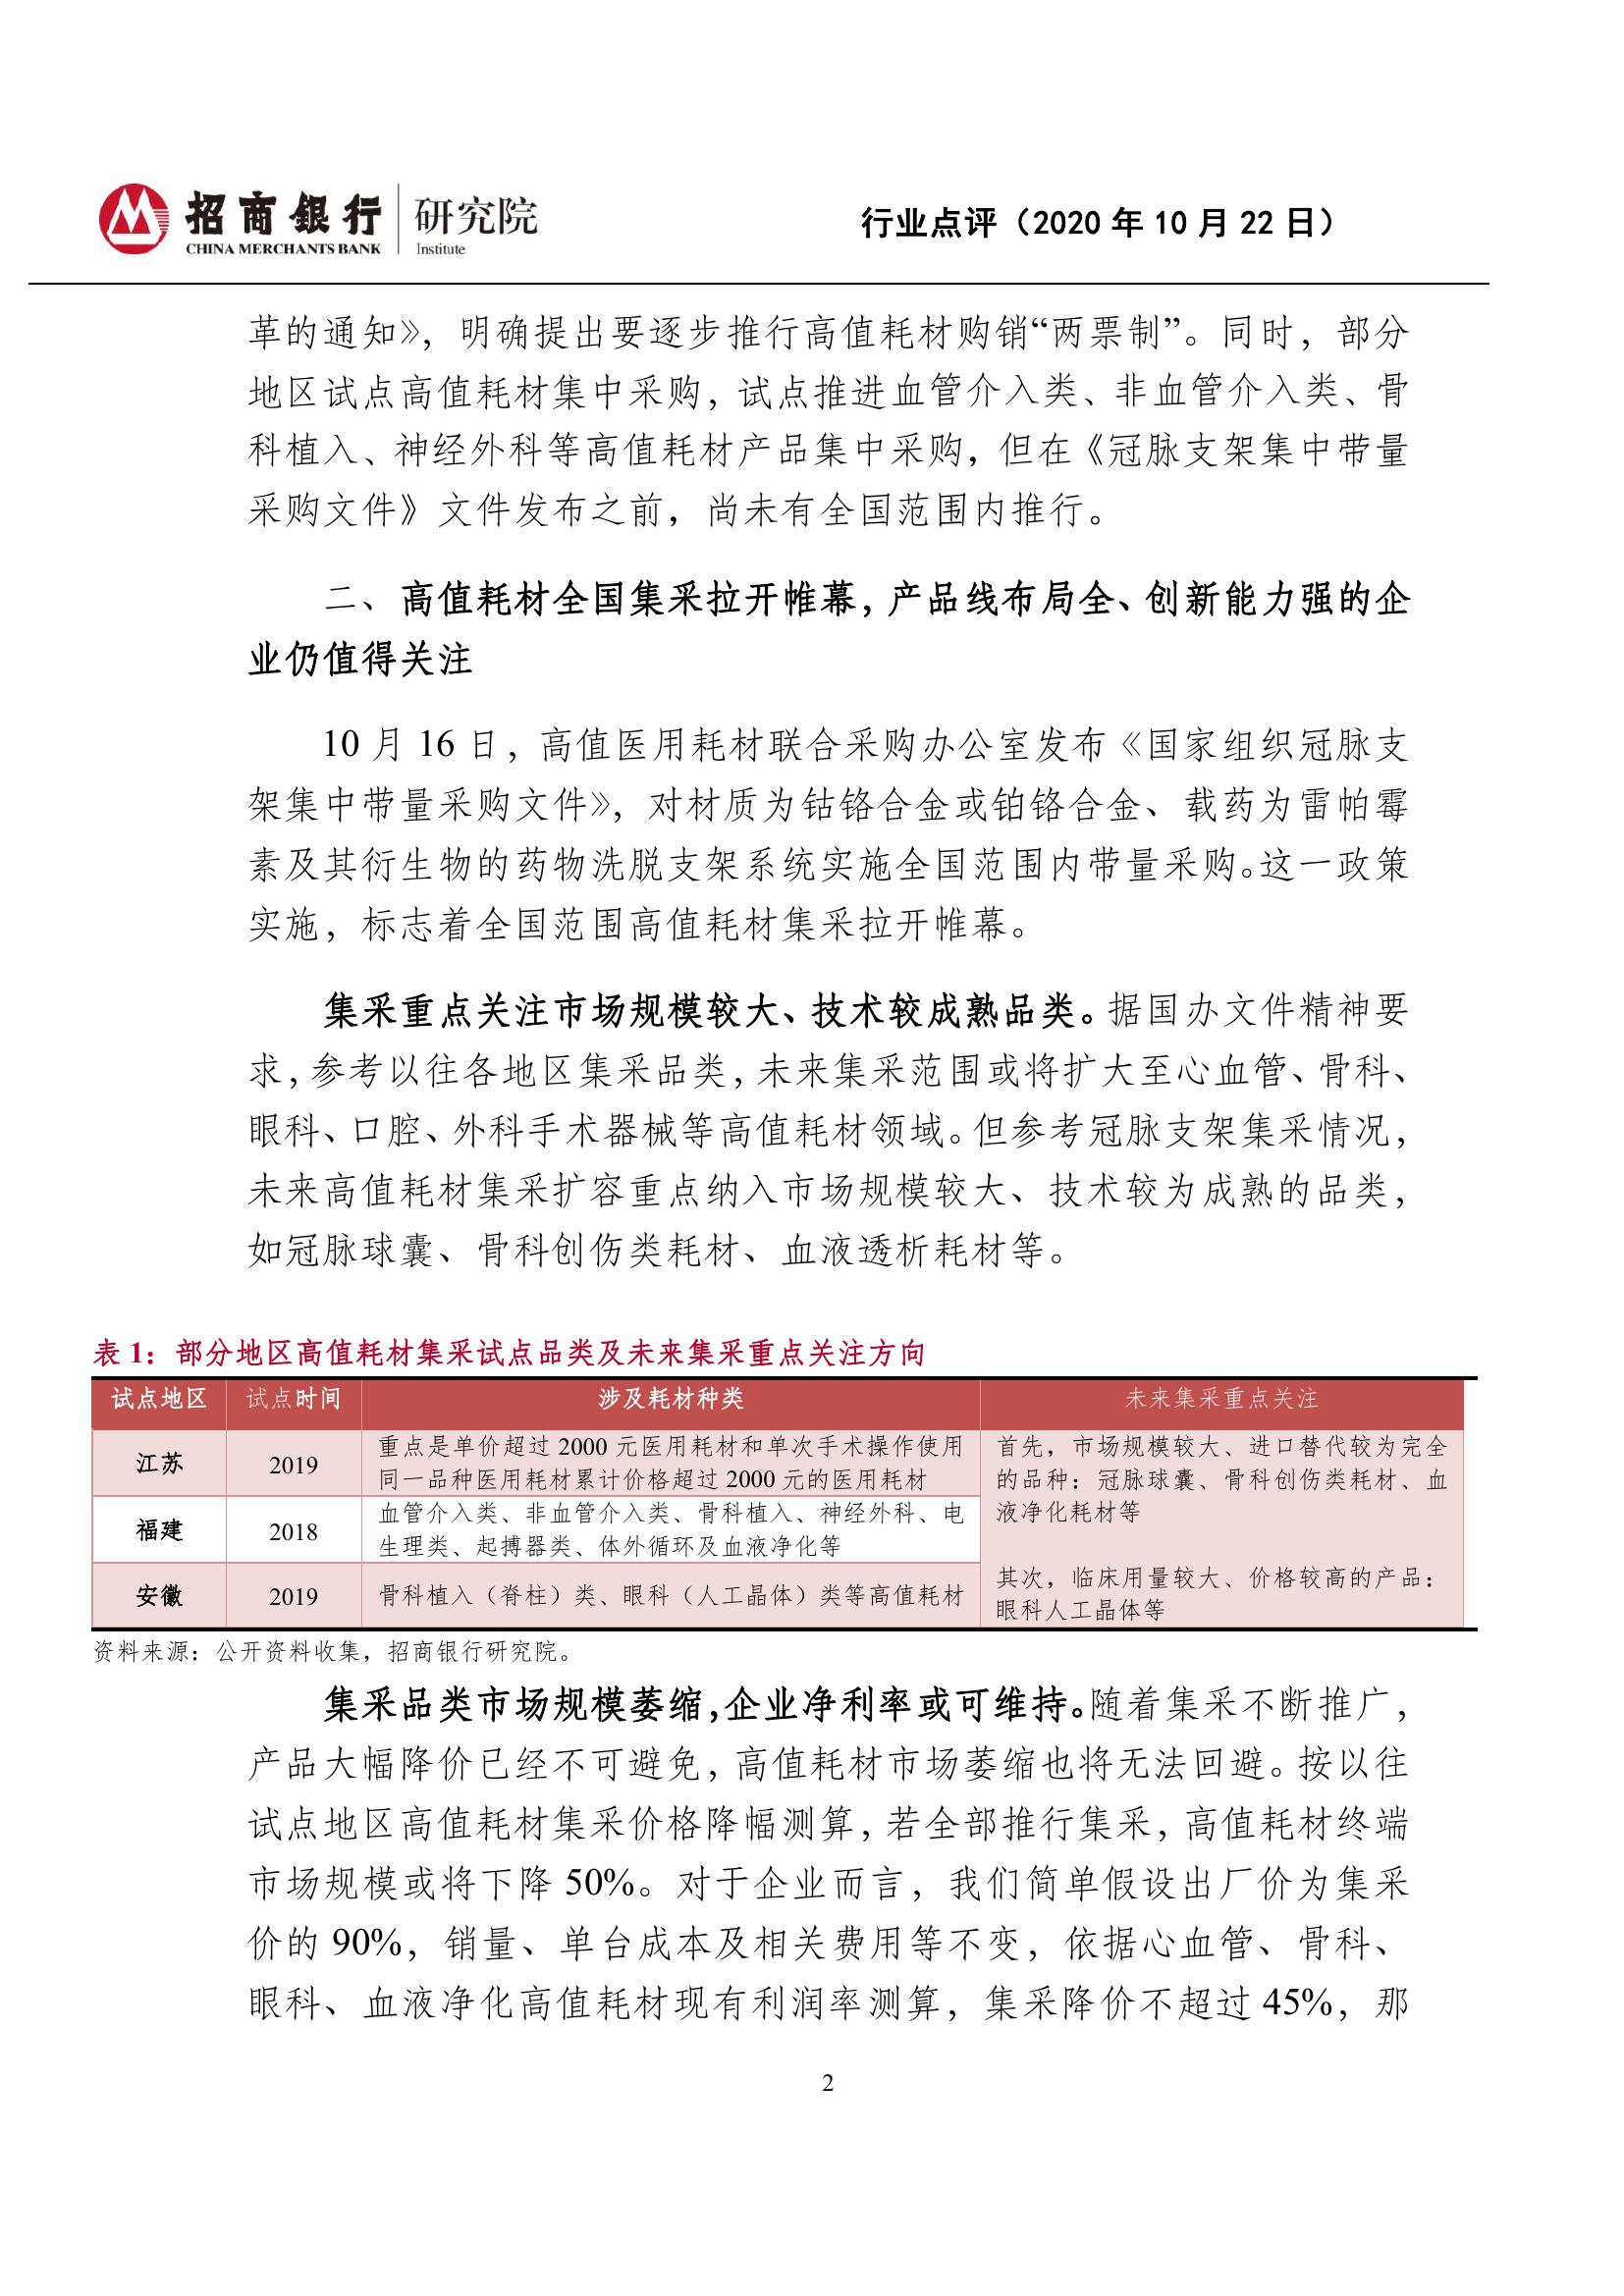 招商銀行 研究院
CHINA MERCHANTS BANK Institute
行业点评（2020 年 10 月 22 日）
革的通知》，明确提出要逐步推行高值耗材购销“两票制”。同时，部分
地区试点高值耗材集中采购，试点推进血管介入类、非血管介入类、骨
科植入、神经外科等高值耗材产品集中采购，但在《冠脉支架集中带量
采购文件》文件发布之前，尚未有全国范围内推行。
二、高值耗材全国集采拉开帷幕，产品线布局全、创新能力强的企
业仍值得关注
10 月 16 日，高值医用耗材联合采购办公室发布《国家组织冠脉支
架集中带量采购文件》，对材质为钴铬合金或铂铬合金、载药为雷帕霉
素及其衍生物的药物洗脱支架系统实施全国范围内带量采购。这一政策
实施，标志着全国范围高值耗材集采拉开帷幕。
集采重点关注市场规模较大、技术较成熟品类。据国办文件精神要
求，参考以往各地区集采品类，未来集采范围或将扩大至心血管、骨科、
眼科、口腔、外科手术器械等高值耗材领域。但参考冠脉支架集采情况，
未来高值耗材集采扩容重点纳入市场规模较大、技术较为成熟的品类，
如冠脉球囊、骨科创伤类耗材、血液透析耗材等。
表 1：部分地区高值耗材集采试点品类及未来集采重点关注方向
试点地区 试点时间 涉及耗材种类 未来集采重点关注
江苏 2019 重点是单价超过 2000 元医用耗材和单次手术操作使用
同一品种医用耗材累计价格超过 2000 元的医用耗材
福建 2018 血管介入类、非血管介入类、骨科植入、神经外科、电
生理类、起搏器类、体外循环及血液净化等
安徽 2019 骨科植入（脊柱）类、眼科（人工晶体）类等高值耗材
首先，市场规模较大、进口替代较为完全
的品种：冠脉球囊、骨科创伤类耗材、血
液净化耗材等
其次，临床用量较大、价格较高的产品：
眼科人工晶体等
资料来源：公开资料收集，招商银行研究院。
集采品类市场规模萎缩，企业净利率或可维持。随着集采不断推广，
产品大幅降价已经不可避免，高值耗材市场萎缩也将无法回避。按以往
试点地区高值耗材集采价格降幅测算，若全部推行集采，高值耗材终端
市场规模或将下降 50%。对于企业而言，我们简单假设出厂价为集采
价的 90%，销量、单台成本及相关费用等不变，依据心血管、骨科、
眼科、血液净化高值耗材现有利润率测算，集采降价不超过 45%，那
2